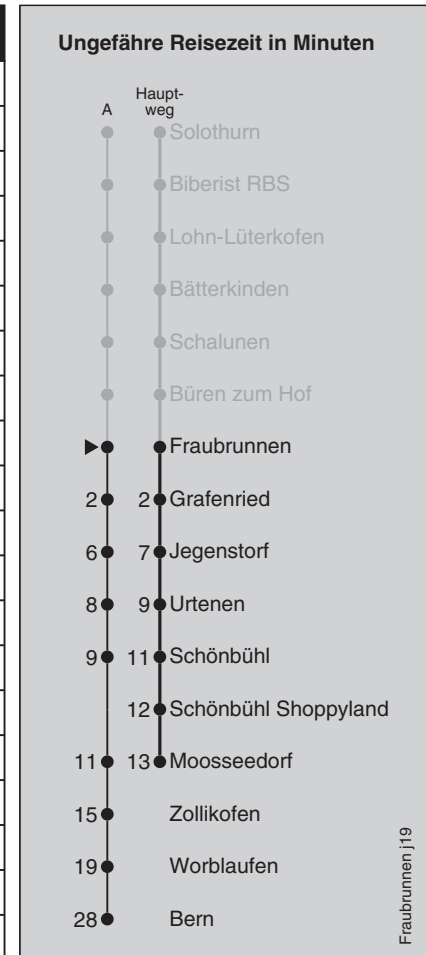 Ungefähre Reisezeit in Minuten
Haupt-
A weg
Solothurn
Biberist RBS
Lohn-Lüterkofen
Bätterkinden
Schalunen
Büren zum Hof
Fraubrunnen
2 2 Grafenried
6 7 Jegenstorf
8 9 Urtenen
9 11 Schönbühl
12 Schönbühl Shoppyland
11 13 Moosseedorf
15 Zollikofen
19 Worblaufen
28 Bern
Fraubrunnen j19